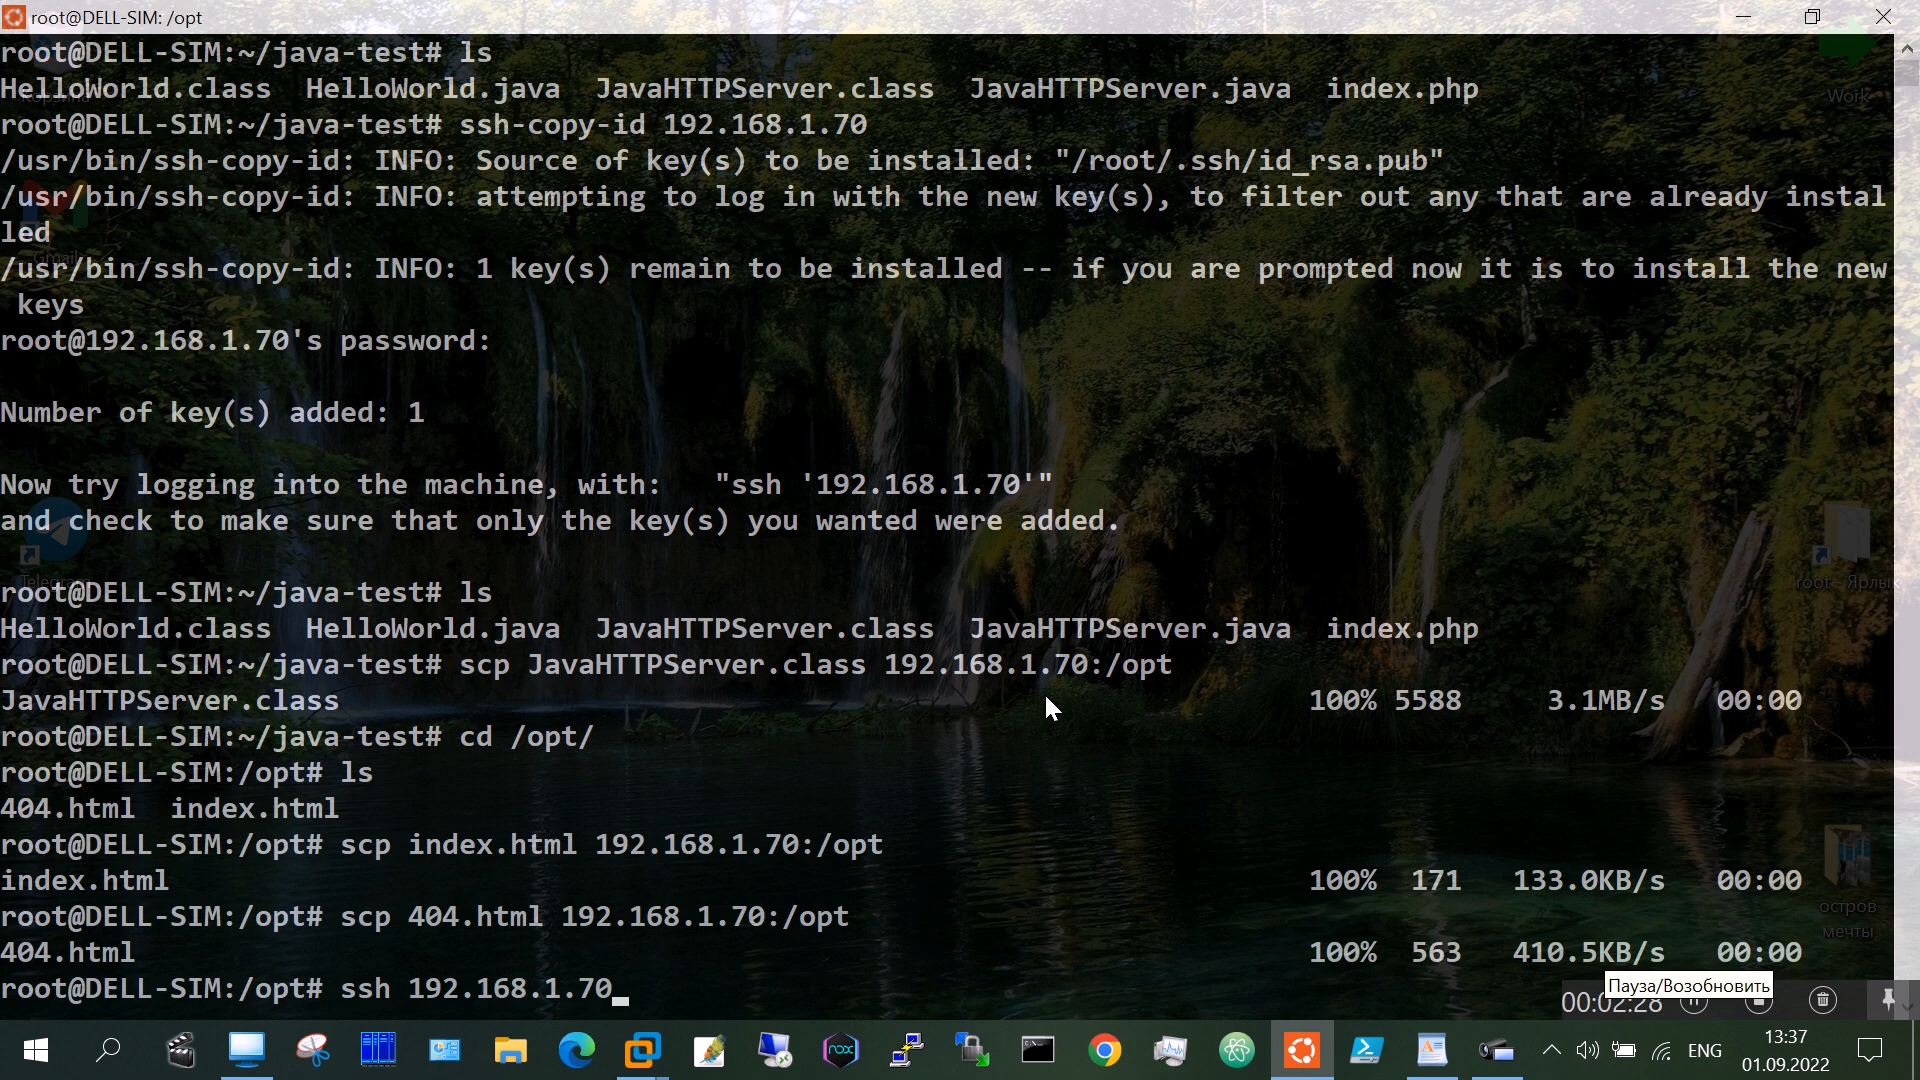 root@DELL-SIM: /opt
root@DELL-SIM:~/java-test# ls
HelloWorld.class  HelloWorld.java  JavaHTTPServer.class  JavaHTTPServer.java  index.php
root@DELL-SIM:~/java-test# ssh-copy-id 192.168.1.70
/usr/bin/ssh-copy-id: INFO: Source of key(s) to be installed: "/root/.ssh/id_rsa.pub"
/usr/bin/ssh-copy-id: INFO: attempting to log in with the new key(s), to filter out any that are already instal
led
/usr/bin/ssh-copy-id: INFO: 1 key(s) remain to be installed -- if you are prompted now it is to install the new
 keys
root@192.168.1.70's password:
Number of key(s) added: 1
Now try logging into the machine, with:   "ssh '192.168.1.70'"
and check to make sure that only the key(s) you wanted were added.
root@DELL-SIM:~/java-test# ls
HelloWorld.class  HelloWorld.java  JavaHTTPServer.class  JavaHTTPServer.java  index.php
root@DELL-SIM:~/java-test# scp JavaHTTPServer.class 192.168.1.70:/opt
JavaHTTPServer.class 100% 5588 3.1MB/s 00:00
root@DELL-SIM:~/java-test# cd /opt/
root@DELL-SIM:/opt# ls
404.html  index.html
root@DELL-SIM:/opt# scp index.html 192.168.1.70:/opt
index.html 100% 171 133.0KB/s 00:00
root@DELL-SIM:/opt# scp 404.html 192.168.1.70:/opt
404.html 100% 563 410.5KB/s 00:00
root@DELL-SIM:/opt# ssh 192.168.1.70
Корзина
Gmail
Telegram
Work
root - Ярлык
остров
мечты
Пауза/Возобновить
00:02:28
nox
ENG
13:37
01.09.2022